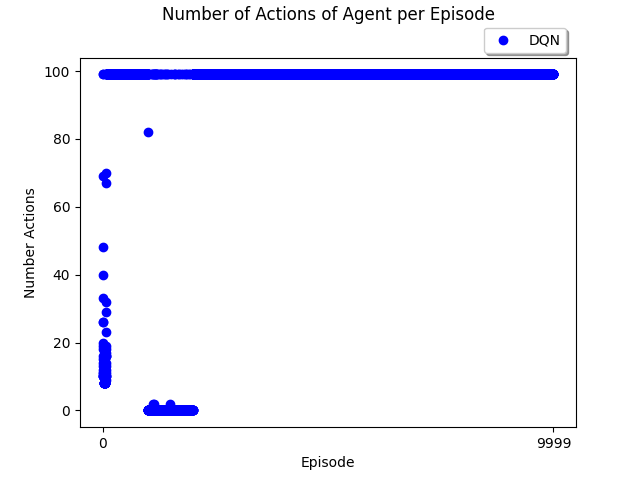 Number of Actions of Agent per Episode
DQN
100
80
60
40
20
0
Number Actions
0
9999
Episode